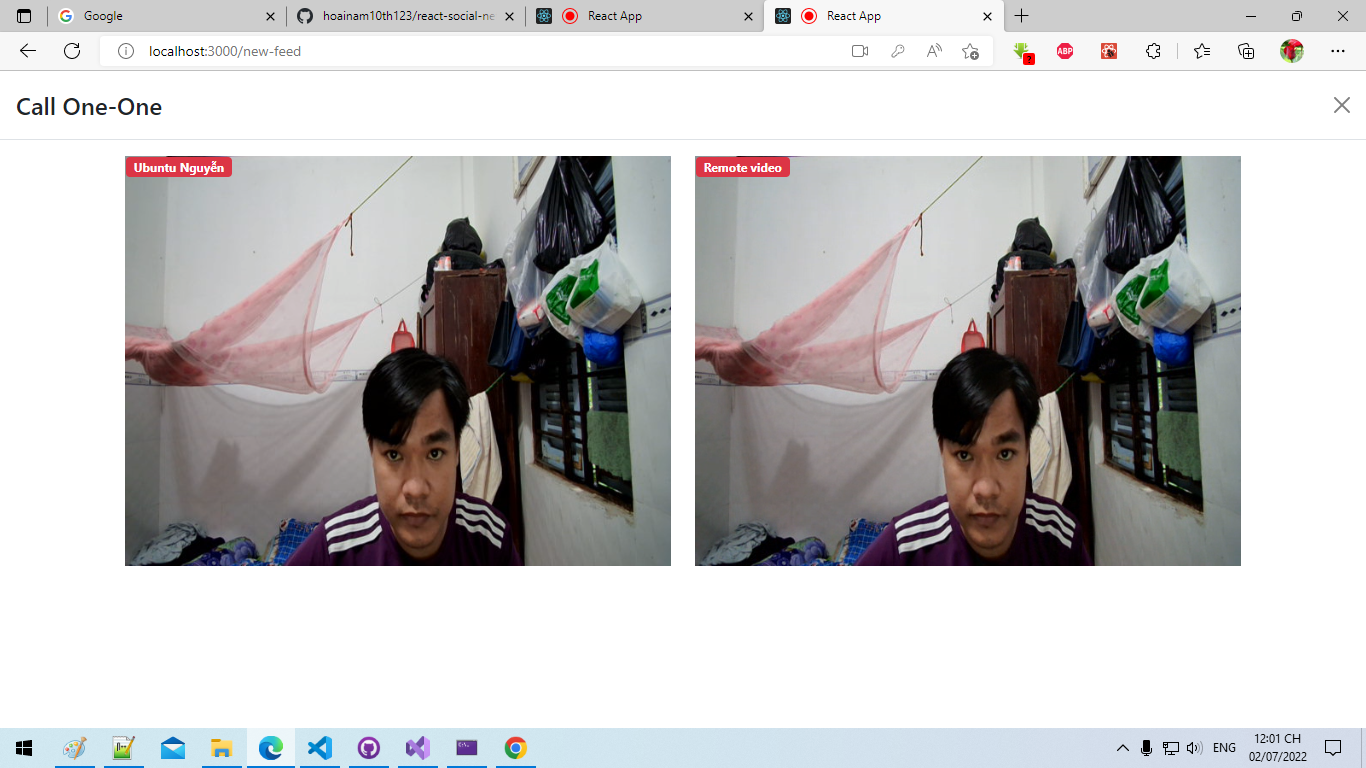 Google
hoainam10th123/react-social-ne
React App
React App
localhost:3000/new-feed
ABP
?
Call One-One
Ubuntu Nguyễn
Remote video
ENG
12:01 CH
02/07/2022